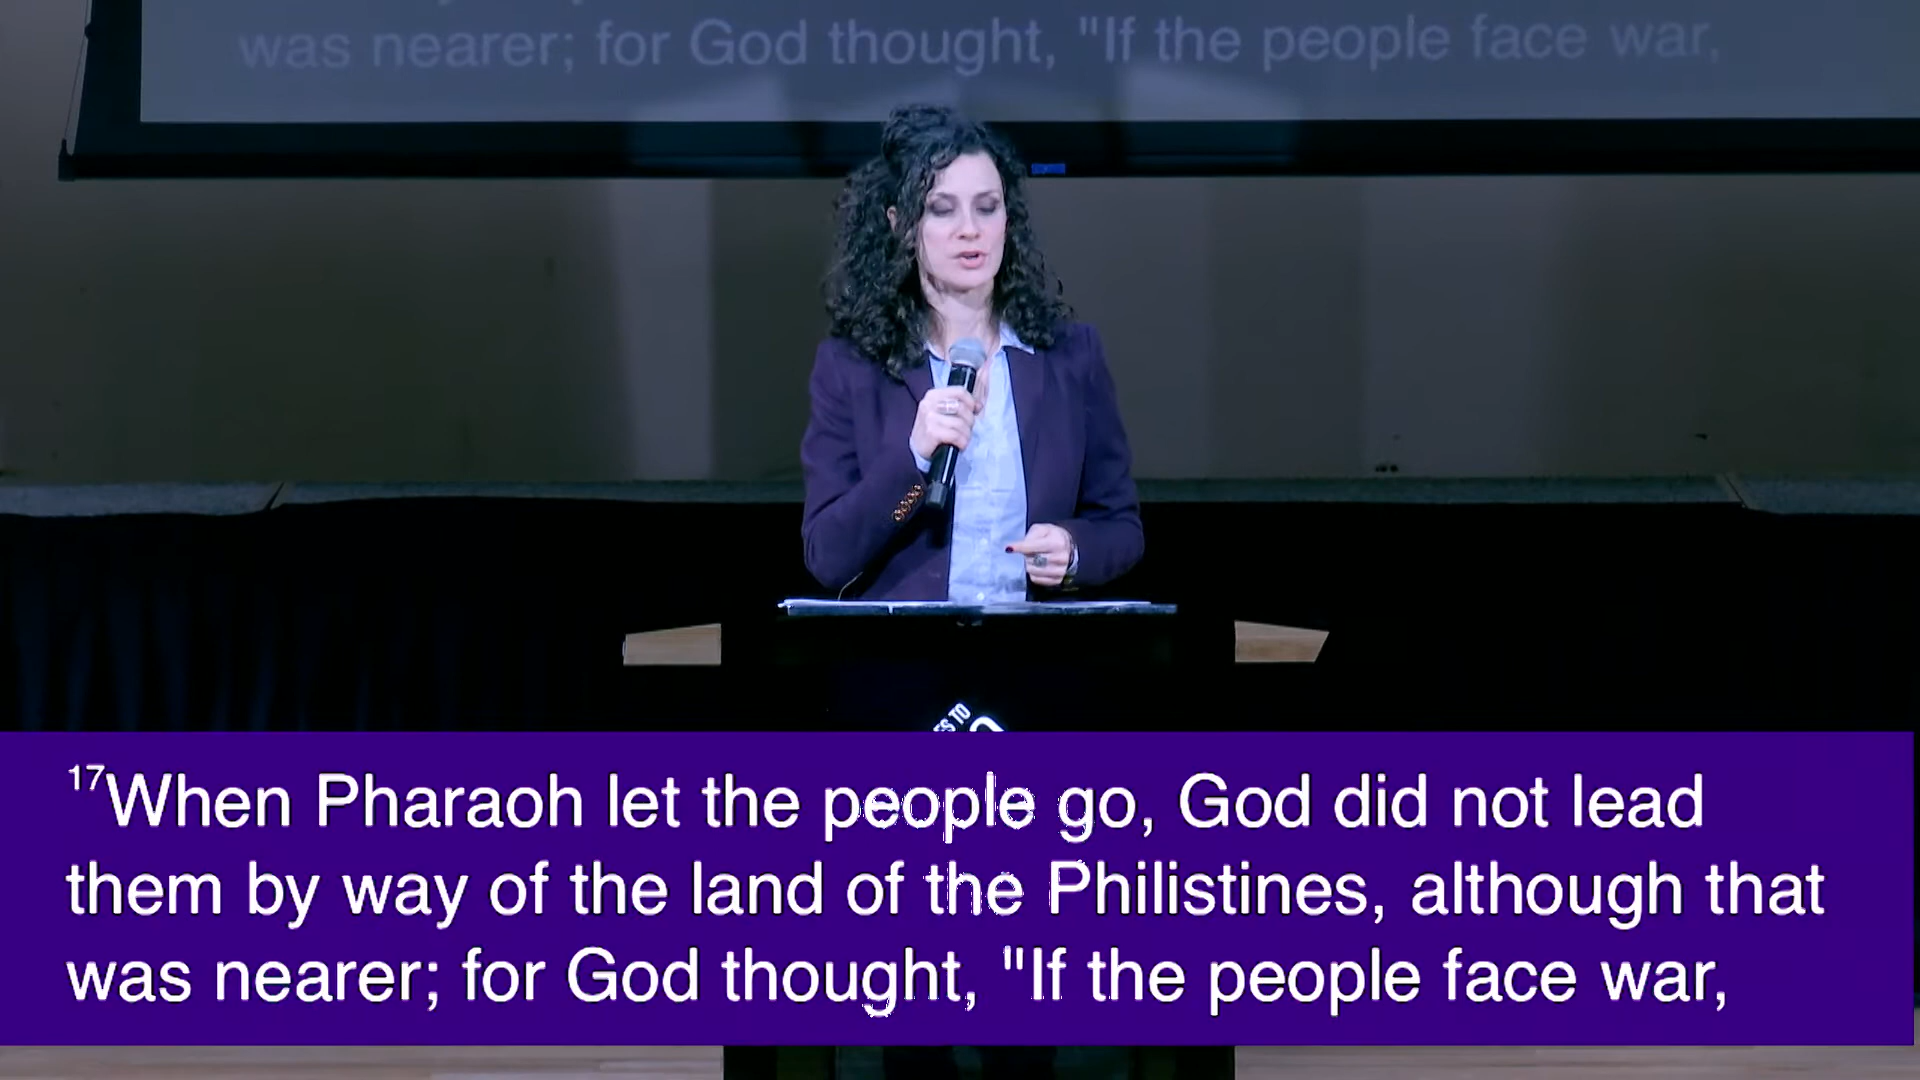 was nearer; for God thought, "If the people face war,
ES TO
17When Pharaoh let the people go, God did not lead
them by way of the land of the Philistines, although that
was nearer; for God thought, "If the people face war,